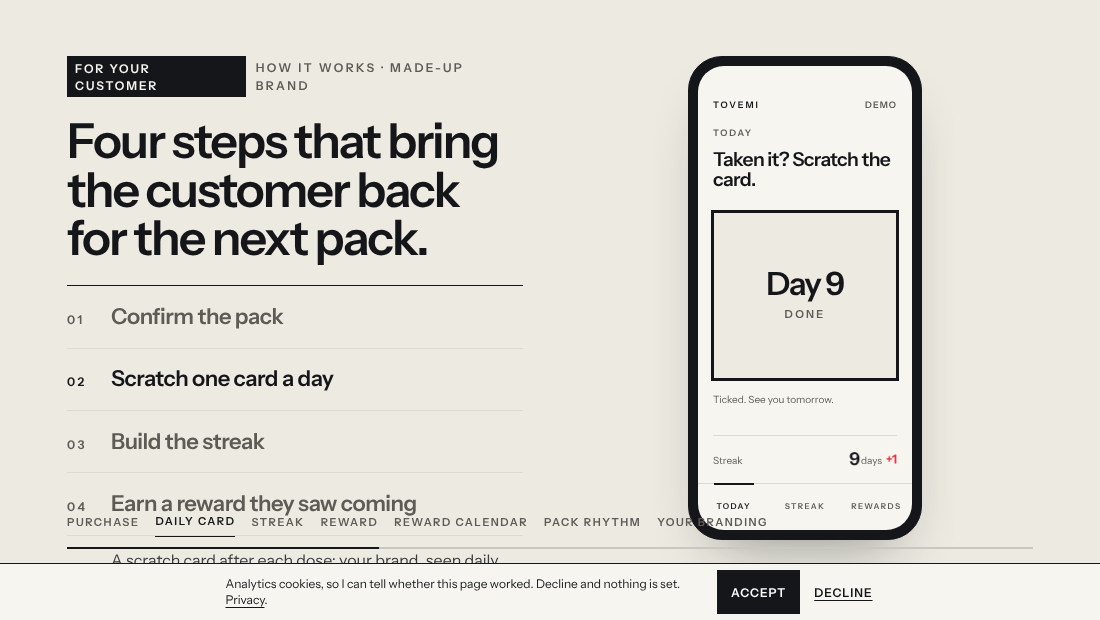 FOR YOUR
CUSTOMER
HOW IT WORKS · MADE-UP
BRAND
Four steps that bring
the customer back
for the next pack.
01 Confirm the pack
02 Scratch one card a day
03 Build the streak
04 Earn a reward they saw coming
A scratch card after each dose: your brand, seen daily.
TOVEMI DEMO
TODAY
Taken it? Scratch the
card.
Day 9
DONE
Ticked. See you tomorrow.
Streak 9 days +1
TODAY STREAK REWARDS
PURCHASE DAILY CARD STREAK REWARD REWARD CALENDAR PACK RHYTHM YOUR BRANDING
Analytics cookies, so I can tell whether this page worked. Decline and nothing is set.
Privacy.
ACCEPT DECLINE